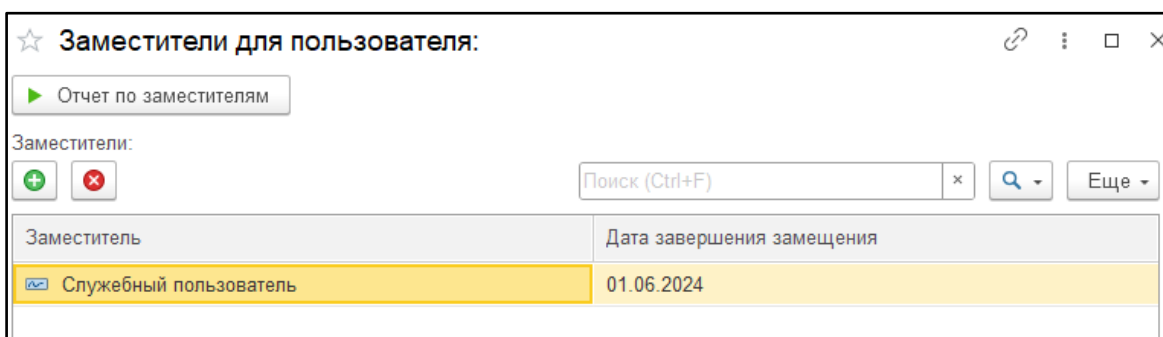 Заместители для пользователя:
Отчет по заместителям
Заместители:
Поиск (Ctrl+F) × Еще
Заместитель Дата завершения замещения
Служебный пользователь 01.06.2024